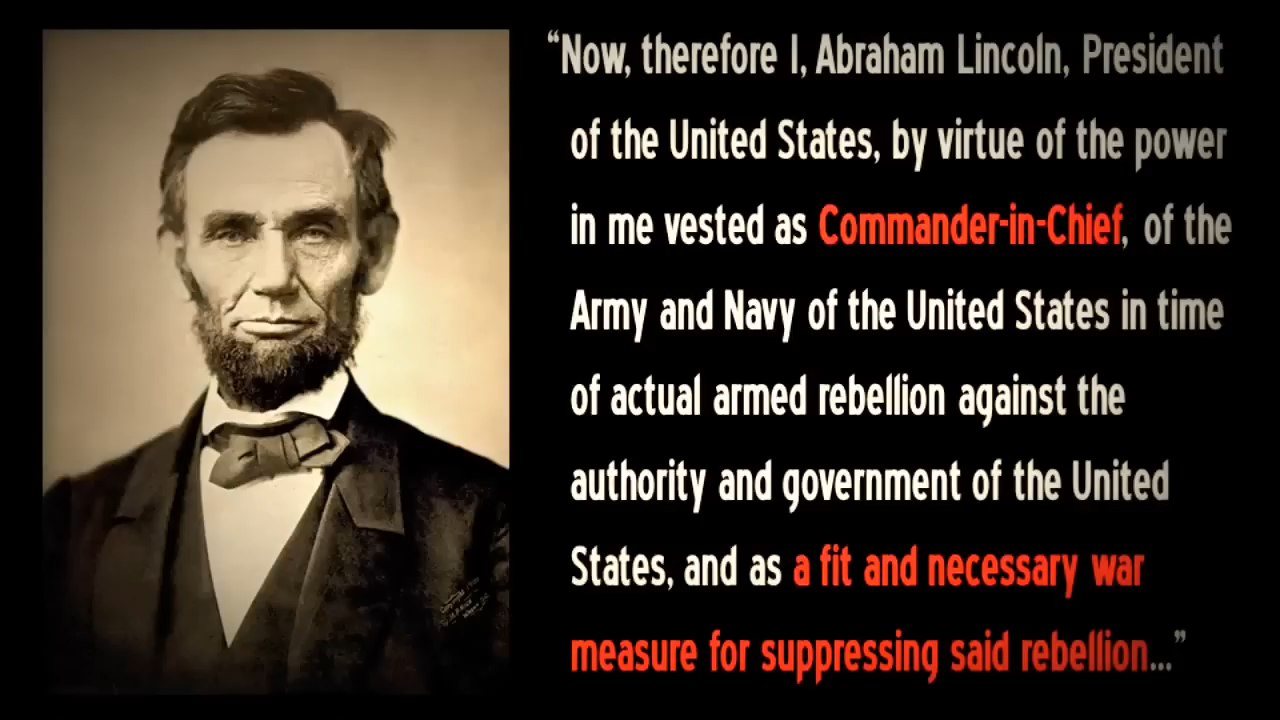 “Now, therefore I, Abraham Lincoln, President
of the United States, by virtue of the power
in me vested as Commander-in-Chief, of the
Army and Navy of the United States in time
of actual armed rebellion against the
authority and government of the United
States, and as a fit and necessary war
measure for suppressing said rebellion...”